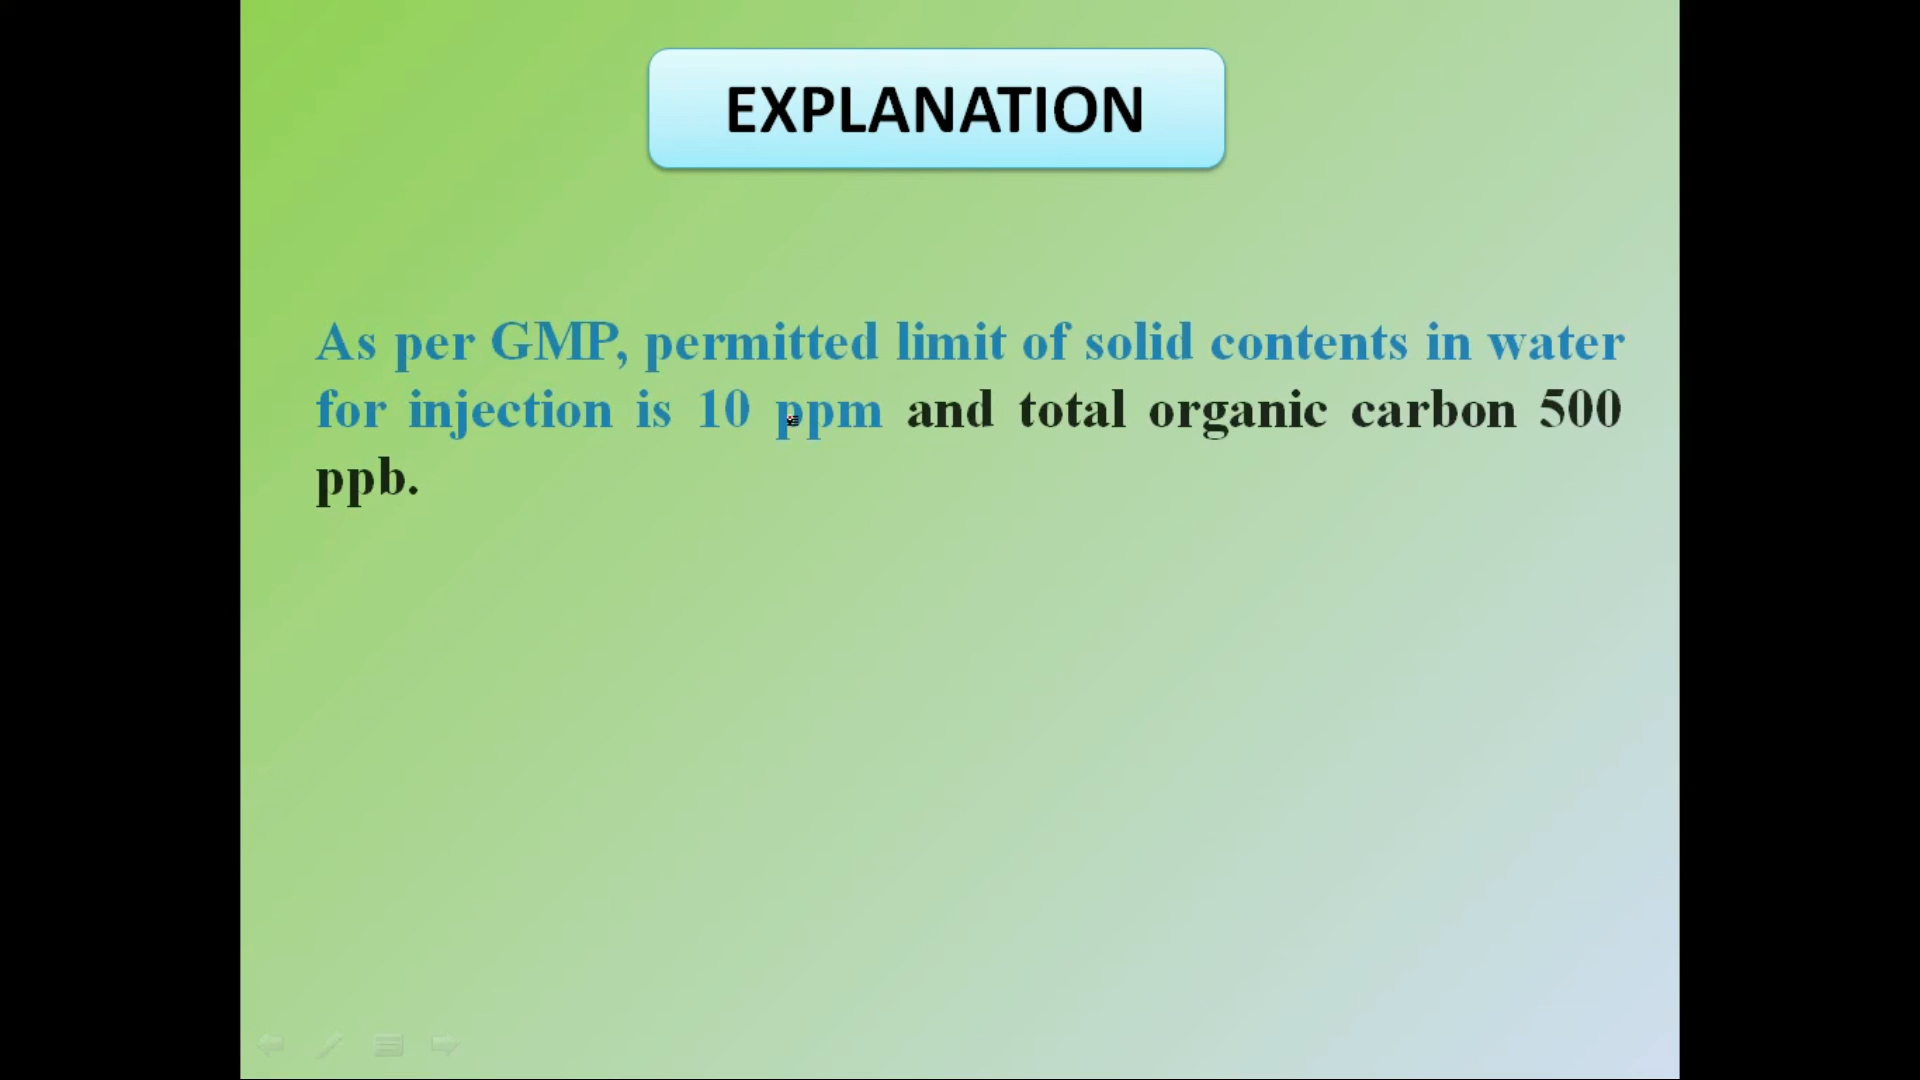 EXPLANATION
As per GMP, permitted limit of solid contents in water
for injection is 10 ppm and total organic carbon 500
ppb.